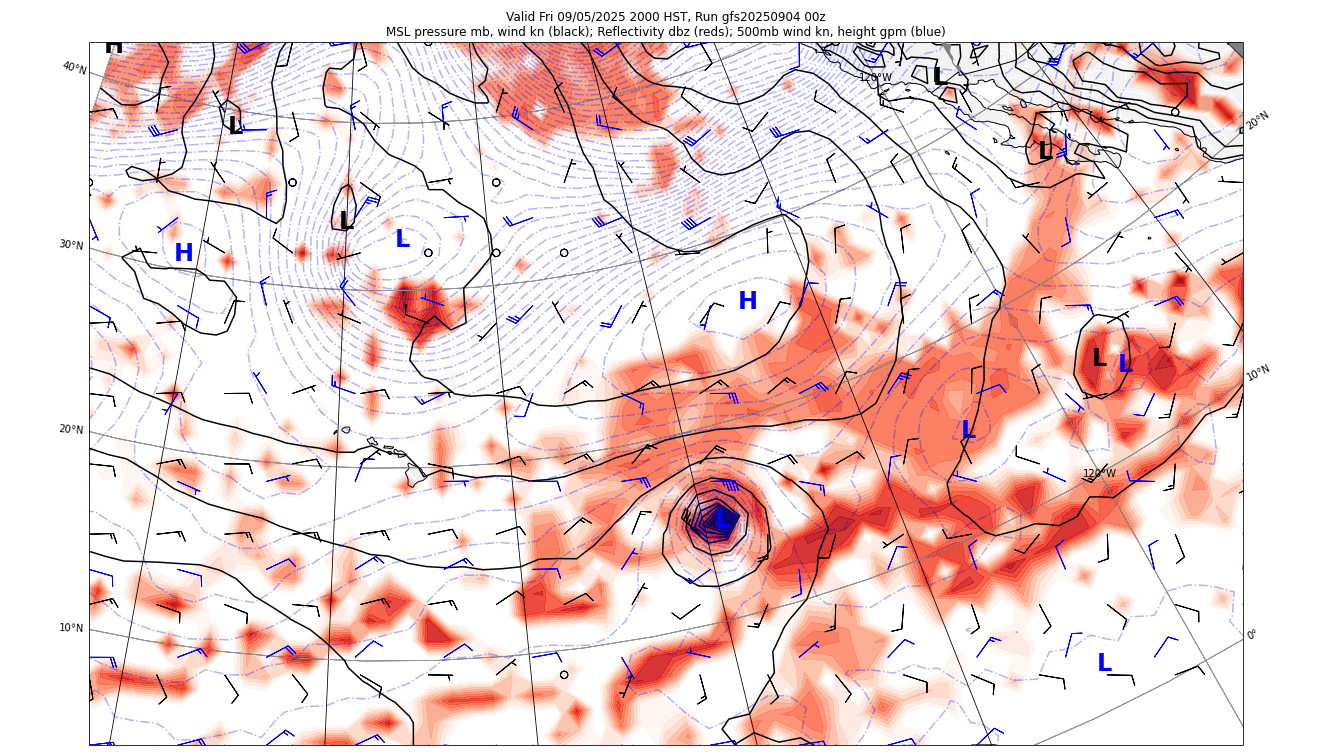 Valid Fri 09/05/2025 2000 HST, Run gfs20250904 00z
MSL pressure mb, wind kn (black); Reflectivity dbz (reds); 500mb wind kn, height gpm (blue)
H
40°N
120°W
L
20°N
L
L
L
L
30°N
H
H
L
L
10°N
20°N
L
120°W
L
10°N
0°
L